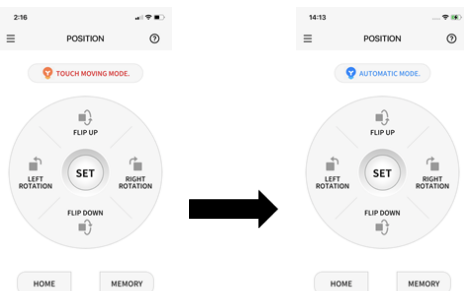 2:16
POSITION
TOUCH MOVING MODE.
FLIP UP
LEFT
ROTATION
SET
RIGHT
ROTATION
FLIP DOWN
HOME
MEMORY
14:13
POSITION
AUTOMATIC MODE.
FLIP UP
LEFT
ROTATION
SET
RIGHT
ROTATION
FLIP DOWN
HOME
MEMORY